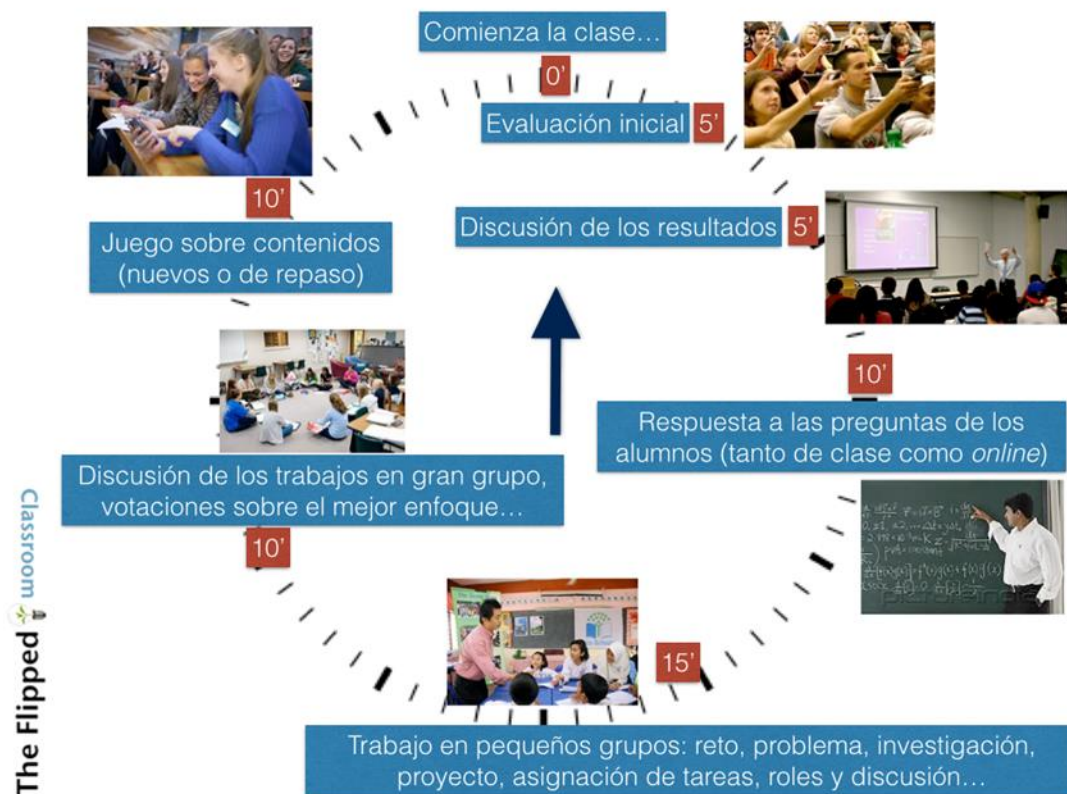 Comienza la clase…
0’
Evaluación inicial
5’
Discusión de los resultados
5’
10’
Respuesta a las preguntas de los
alumnos (tanto de clase como online)
15’
Trabajo en pequeños grupos: reto, problema, investigación,
proyecto, asignación de tareas, roles y discusión…
10’
Discusión de los trabajos en gran grupo,
votaciones sobre el mejor enfoque…
10’
Juego sobre contenidos
(nuevos o de repaso)
The Flipped Classroom